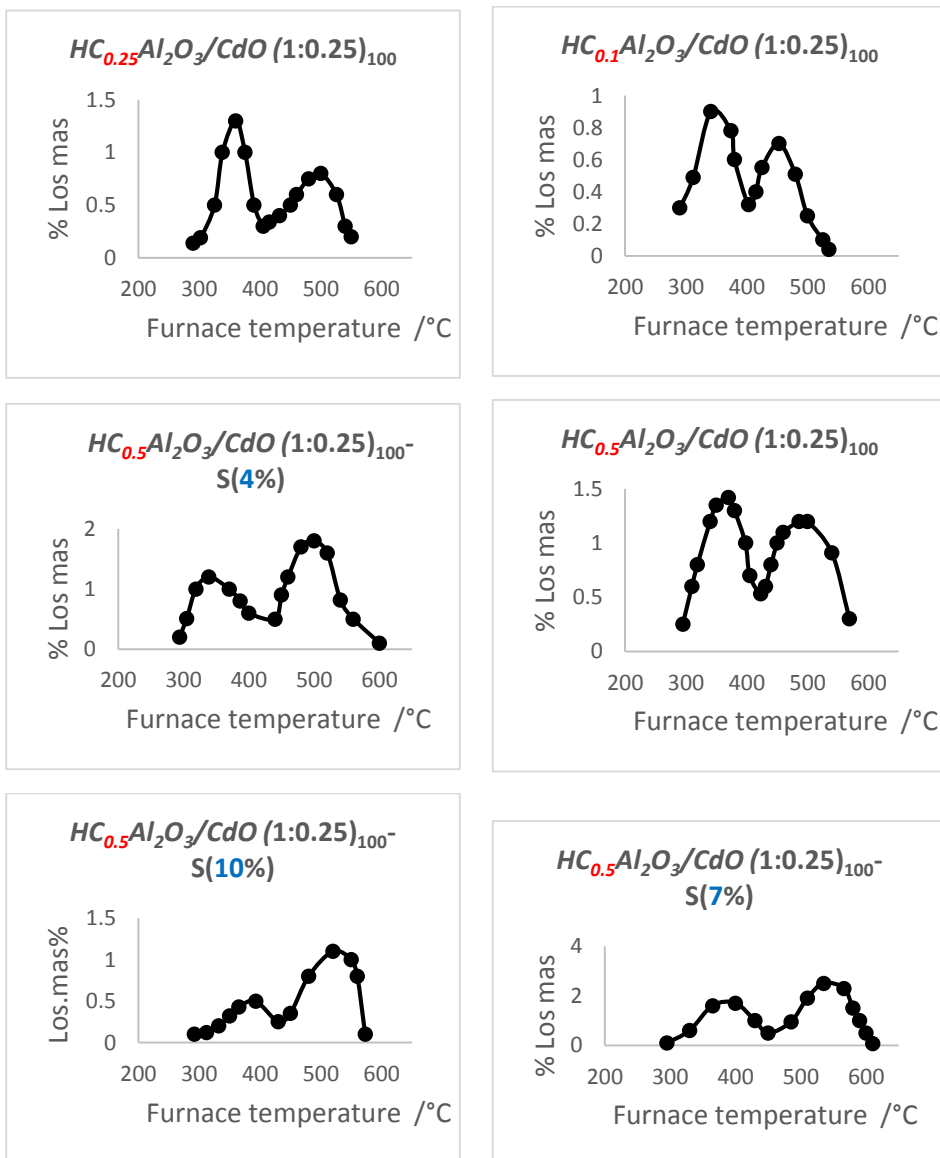 HC0.25Al2O3/CdO (1:0.25)100
% Los mas
1.5
1
0.5
0
200 300 400 500 600
Furnace temperature /°C
HC0.1Al2O3/CdO (1:0.25)100
% Los mas
1
0.8
0.6
0.4
0.2
0
200 300 400 500 600
Furnace temperature /°C
HC0.5Al2O3/CdO (1:0.25)100-
S(4%)
% Los mas
2
1
0
200 300 400 500 600
Furnace temperature /°C
HC0.5Al2O3/CdO (1:0.25)100
% Los mas
1.5
1
0.5
0
200 300 400 500 600
Furnace temperature /°C
HC0.5Al2O3/CdO (1:0.25)100-
S(10%)
Los.mas%
1.5
1
0.5
0
200 300 400 500 600
Furnace temperature /°C
HC0.5Al2O3/CdO (1:0.25)100-
S(7%)
% Los mas
4
2
0
200 300 400 500 600
Furnace temperature /°C